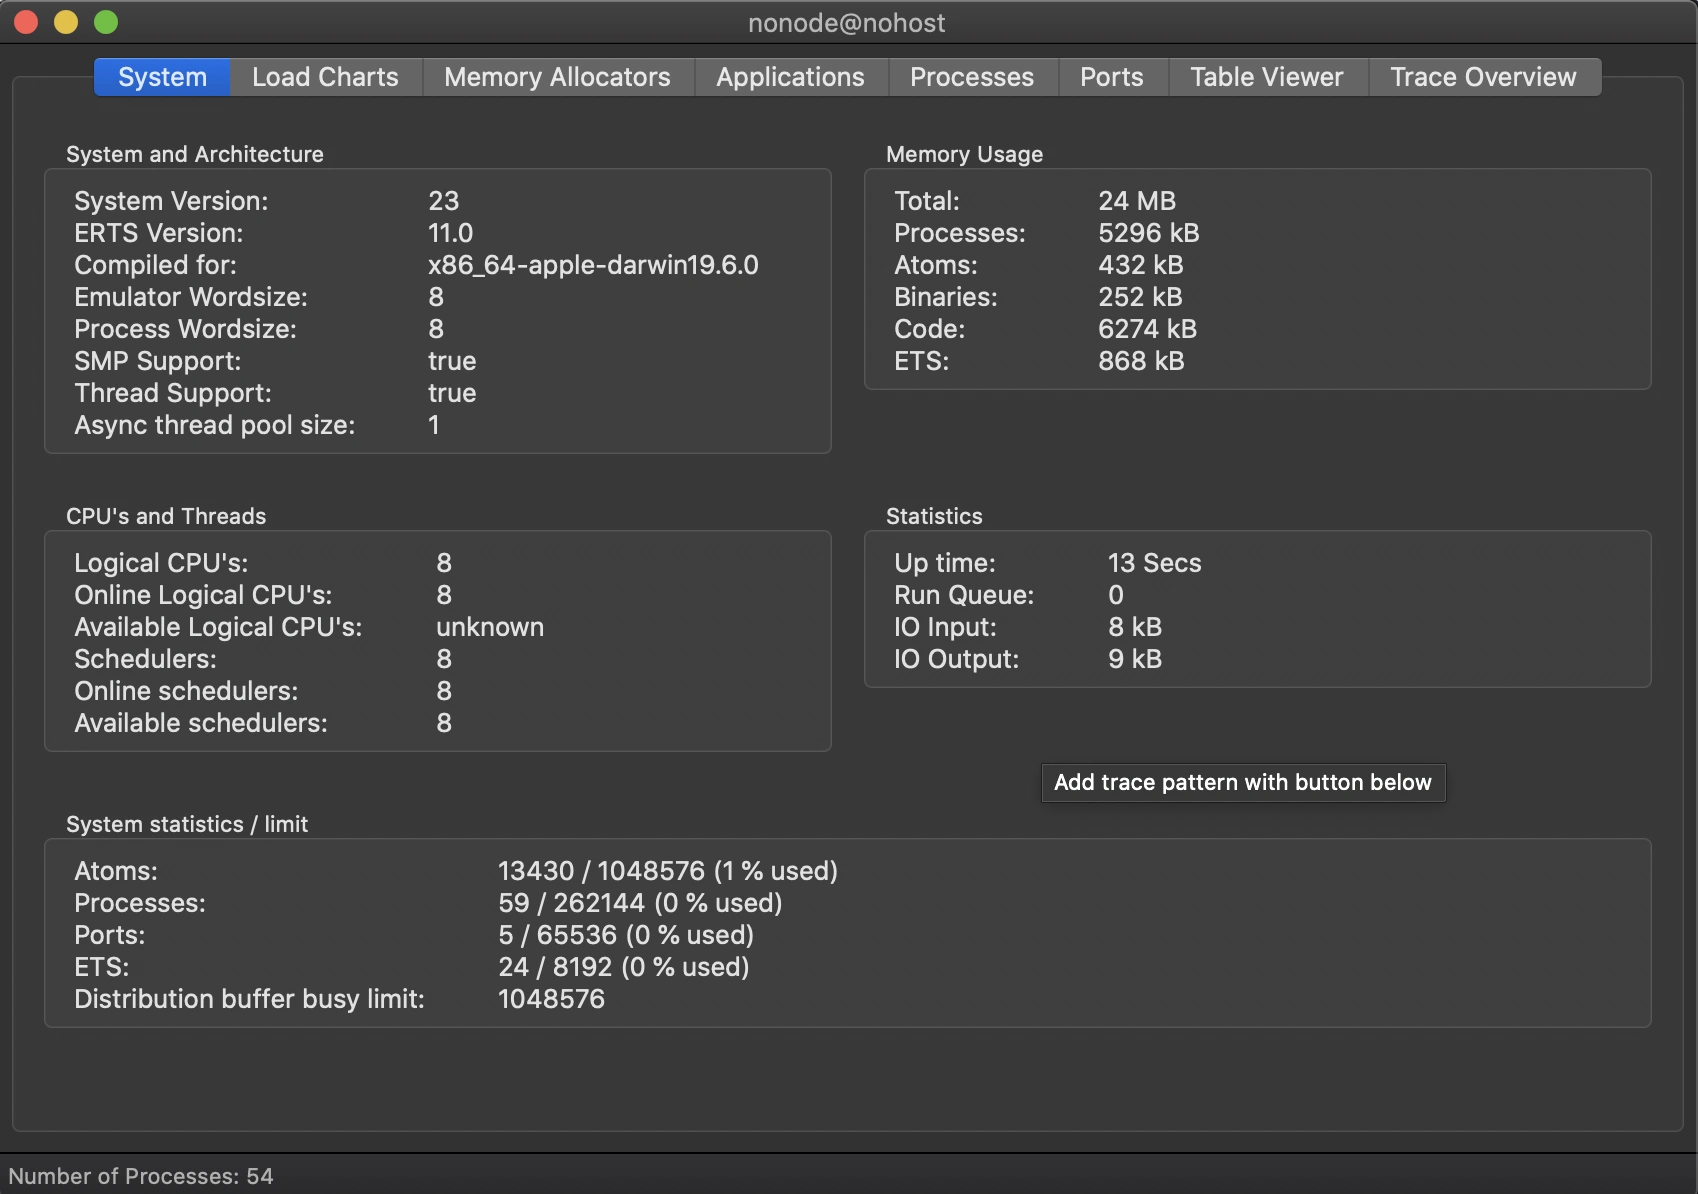 nonode@nohost
System Load Charts Memory Allocators Applications Processes Ports Table Viewer Trace Overview
System and Architecture
System Version: 23
ERTS Version: 11.0
Compiled for: x86_64-apple-darwin19.6.0
Emulator Wordsize: 8
Process Wordsize: 8
SMP Support: true
Thread Support: true
Async thread pool size: 1
Memory Usage
Total: 24 MB
Processes: 5296 kB
Atoms: 432 kB
Binaries: 252 kB
Code: 6274 kB
ETS: 868 kB
CPU's and Threads
Logical CPU's: 8
Online Logical CPU's: 8
Available Logical CPU's: unknown
Schedulers: 8
Online schedulers: 8
Available schedulers: 8
Statistics
Up time: 13 Secs
Run Queue: 0
IO Input: 8 kB
IO Output: 9 kB
Add trace pattern with button below
System statistics / limit
Atoms: 13430 / 1048576 (1 % used)
Processes: 59 / 262144 (0 % used)
Ports: 5 / 65536 (0 % used)
ETS: 24 / 8192 (0 % used)
Distribution buffer busy limit: 1048576
Number of Processes: 54